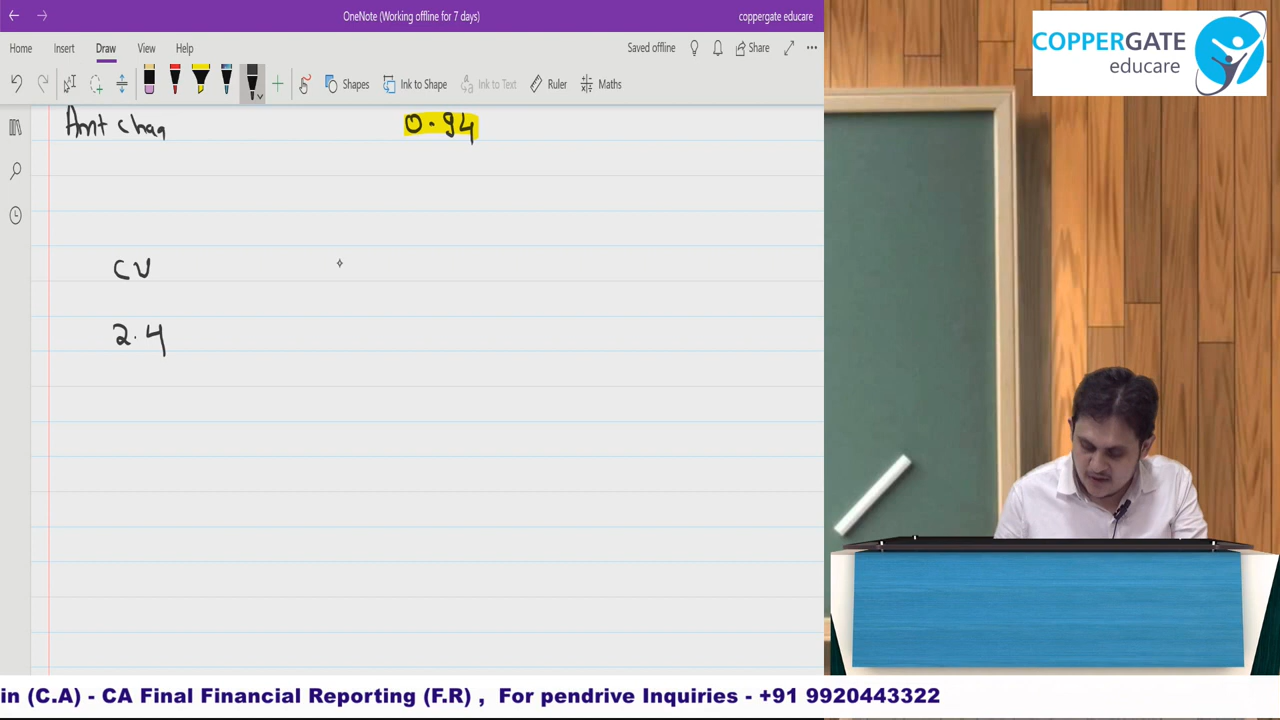 OneNote (Working offline for 7 days)
coppergate educare
Home Insert Draw View Help
Saved offline Share
Shapes Ink to Shape Ink to Text Ruler Maths
COPPERGATE
educare
Amt chag 0.94
CV
2.4
in (C.A) - CA Final Financial Reporting (F.R) , For pendrive Inquiries - +91 9920443322